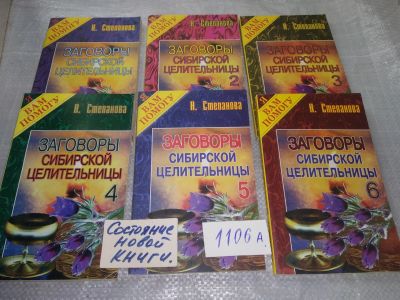 ВАМ ПОМОГУ
Н. Степанова
ЗАГОВОРЫ
СИБИРСКОЙ
ЦЕЛИТЕЛЬНИЦЫ
ВАМ ПОМОГУ
Н. Степанова
ЗАГОВОРЫ
СИБИРСКОЙ
ЦЕЛИТЕЛЬНИЦЫ
2
ВАМ ПОМОГУ
Н. Степанова
ЗАГОВОРЫ
СИБИРСКОЙ
ЦЕЛИТЕЛЬНИЦЫ
3
Я ВАМ ПОМОГУ
Н. Степанова
ЗАГОВОРЫ
СИБИРСКОЙ
ЦЕЛИТЕЛЬНИЦЫ
4
Я ВАМ ПОМОГУ
Н. Степанова
ЗАГОВОРЫ
СИБИРСКОЙ
ЦЕЛИТЕЛЬНИЦЫ
5
Я ВАМ ПОМОГУ
Н. Степанова
ЗАГОВОРЫ
СИБИРСКОЙ
ЦЕЛИТЕЛЬНИЦЫ
6
Состояние
новой
книги.
1106 А.